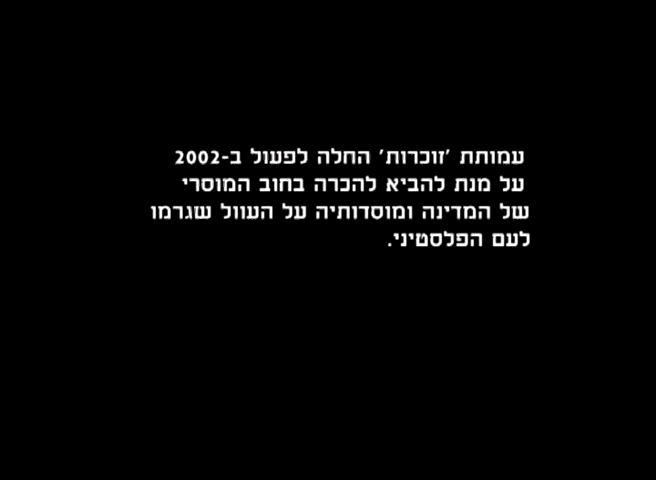 עמותת 'זוכרות' החלה לפעול ב-2002
על מנת להביא להכרה בחוב המוסרי
של המדינה ומוסדותיה על העוול שגרמו
לעם הפלסטיני.